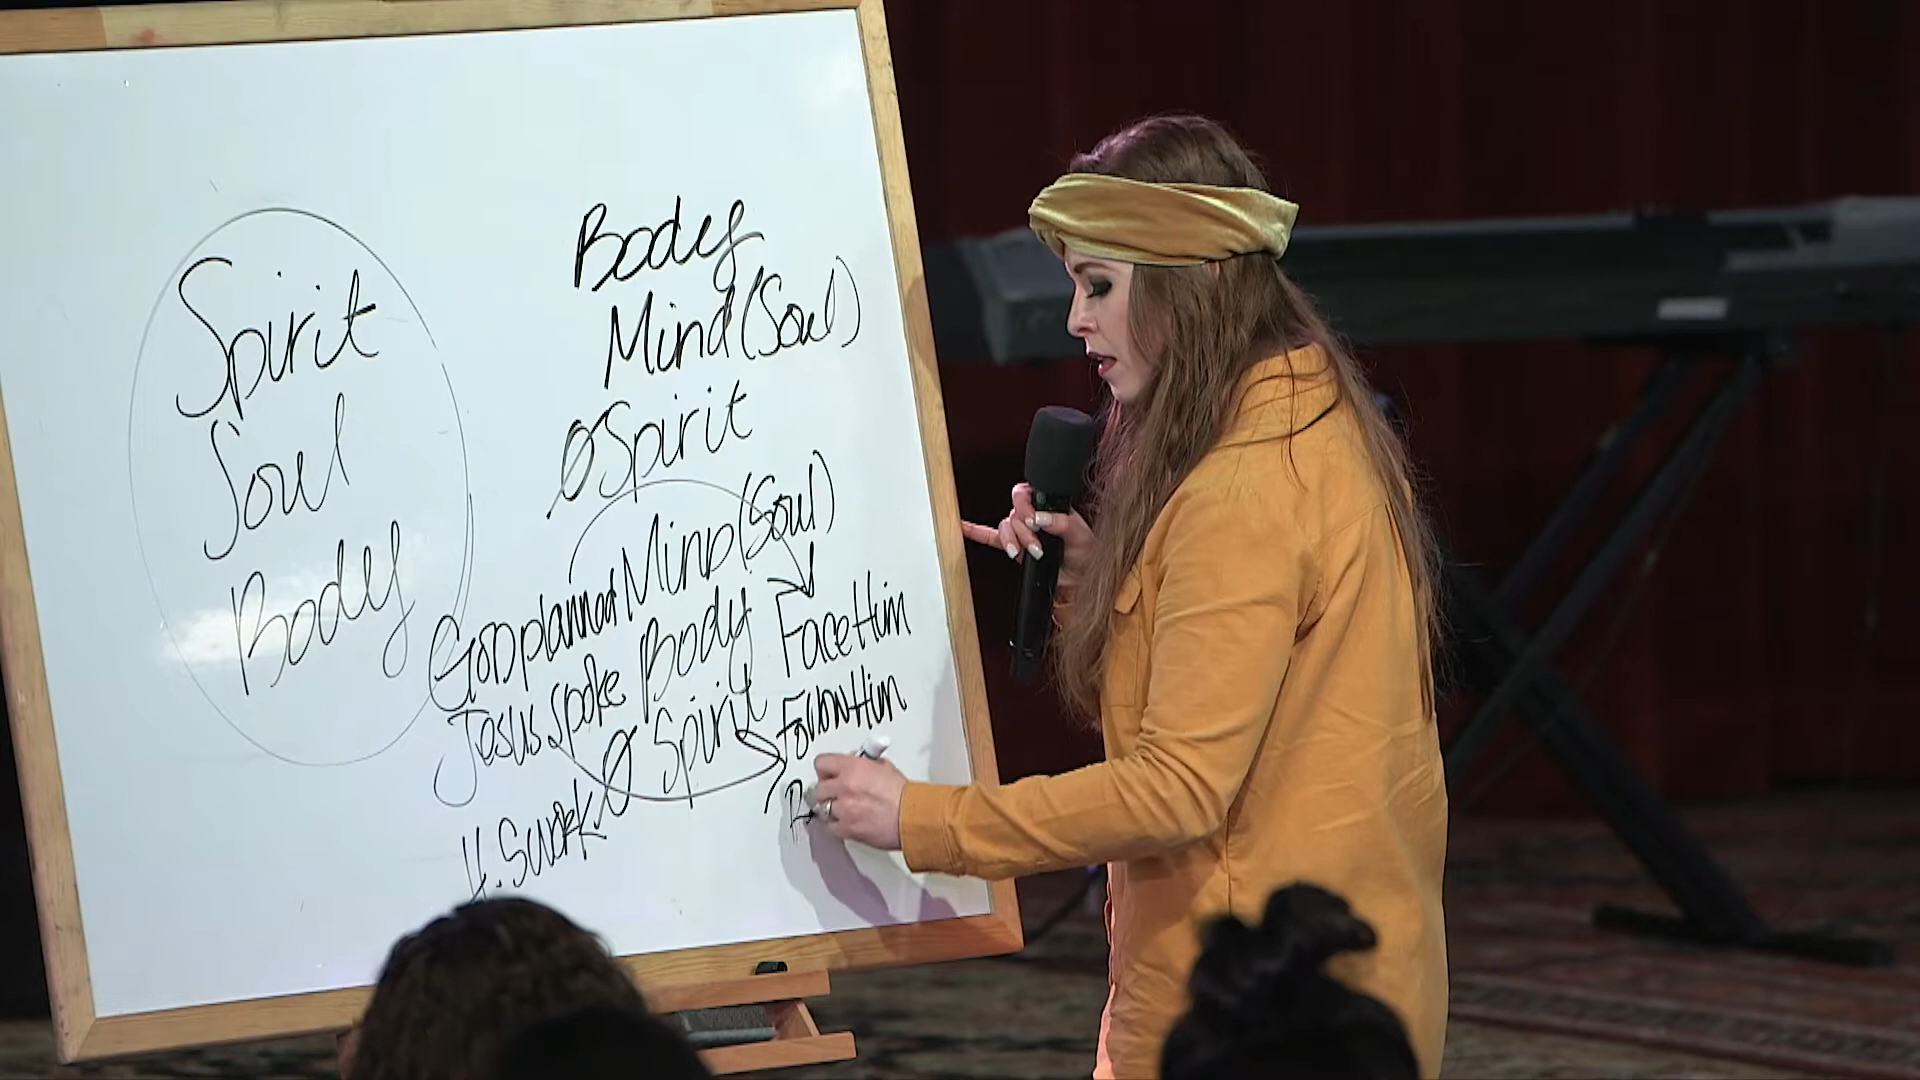 Spirit
Soul
Body
Body
Mind (Soul)
Ø Spirit
Mind (Soul)
God planned Body Face Him
Jesus spoke Ø Spirit Follow Him
H. S work